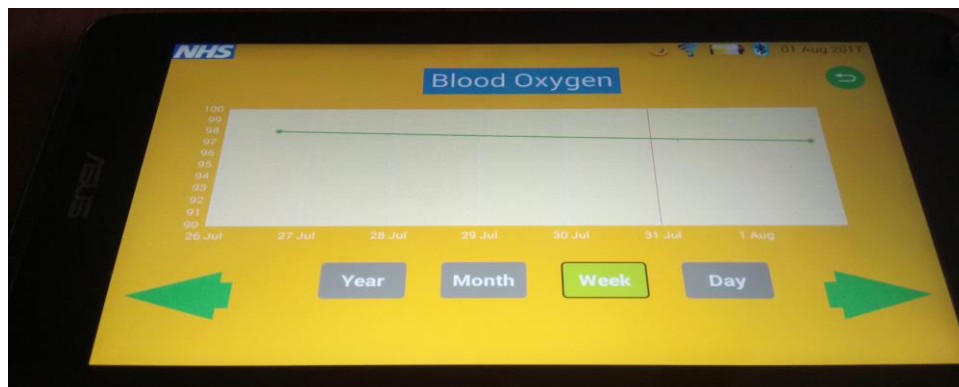 NHS
01 Aug 2017
Blood Oxygen
100
99
98
97
96
95
94
93
92
91
90
26 Jul 27 Jul 28 Jul 29 Jul 30 Jul 31 Jul 1 Aug
Year Month Week Day
ASUS